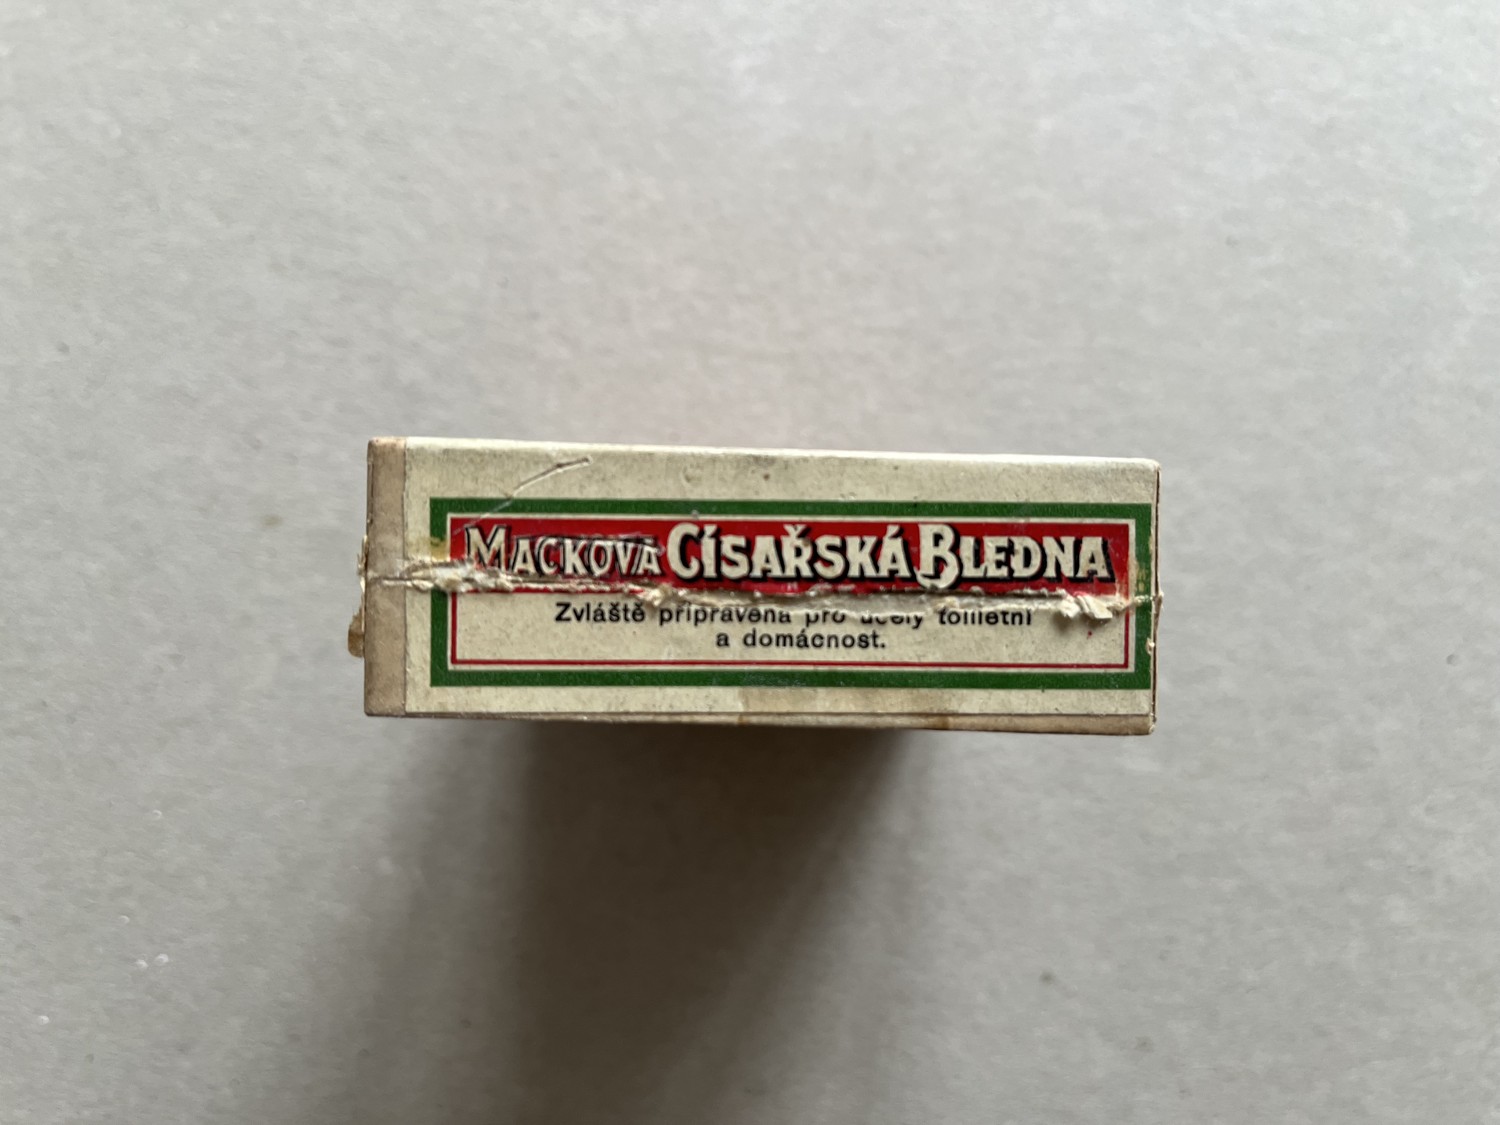 MACKOVA CÍSAŘSKÁ BLEDNA
Zvláště připravena pro účely toiletní
a domácnost.